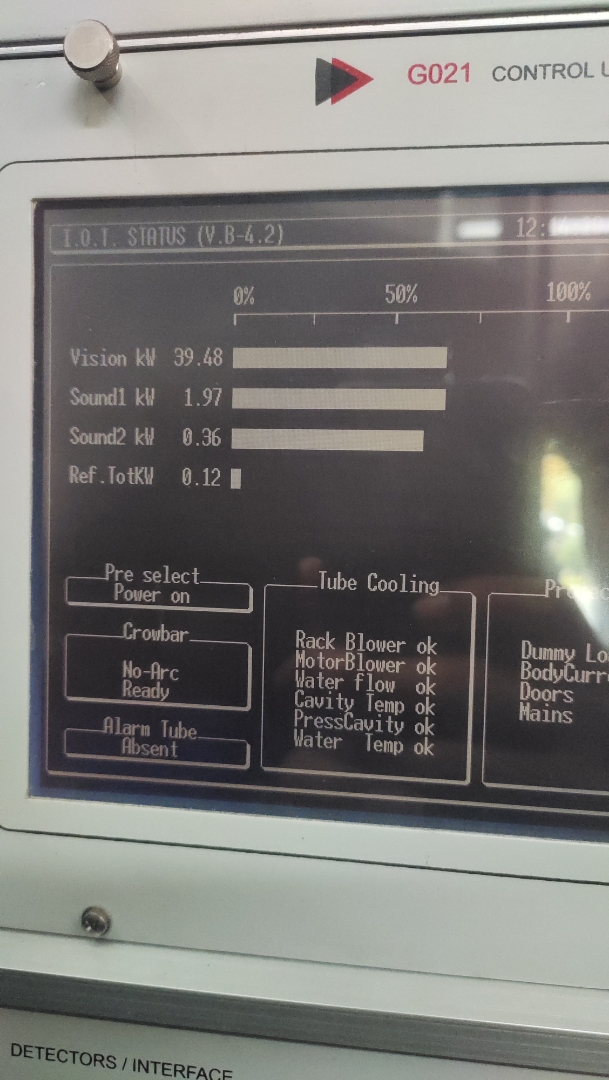 G021 CONTROL U
I.O.T. STATUS (V.B-4.2) 12:
0% 50% 100%
Vision kW 39.48
Sound1 kW 1.97
Sound2 kW 0.36
Ref.TotKW 0.12
Pre select
Power on
Crowbar
No-Arc
Ready
Alarm Tube
Absent
Tube Cooling
Rack Blower ok
MotorBlower ok
Water flow ok
Cavity Temp ok
PressCavity ok
Water Temp ok
Dummy Lo
BodyCurr
Doors
Mains
DETECTORS / INTERFACE